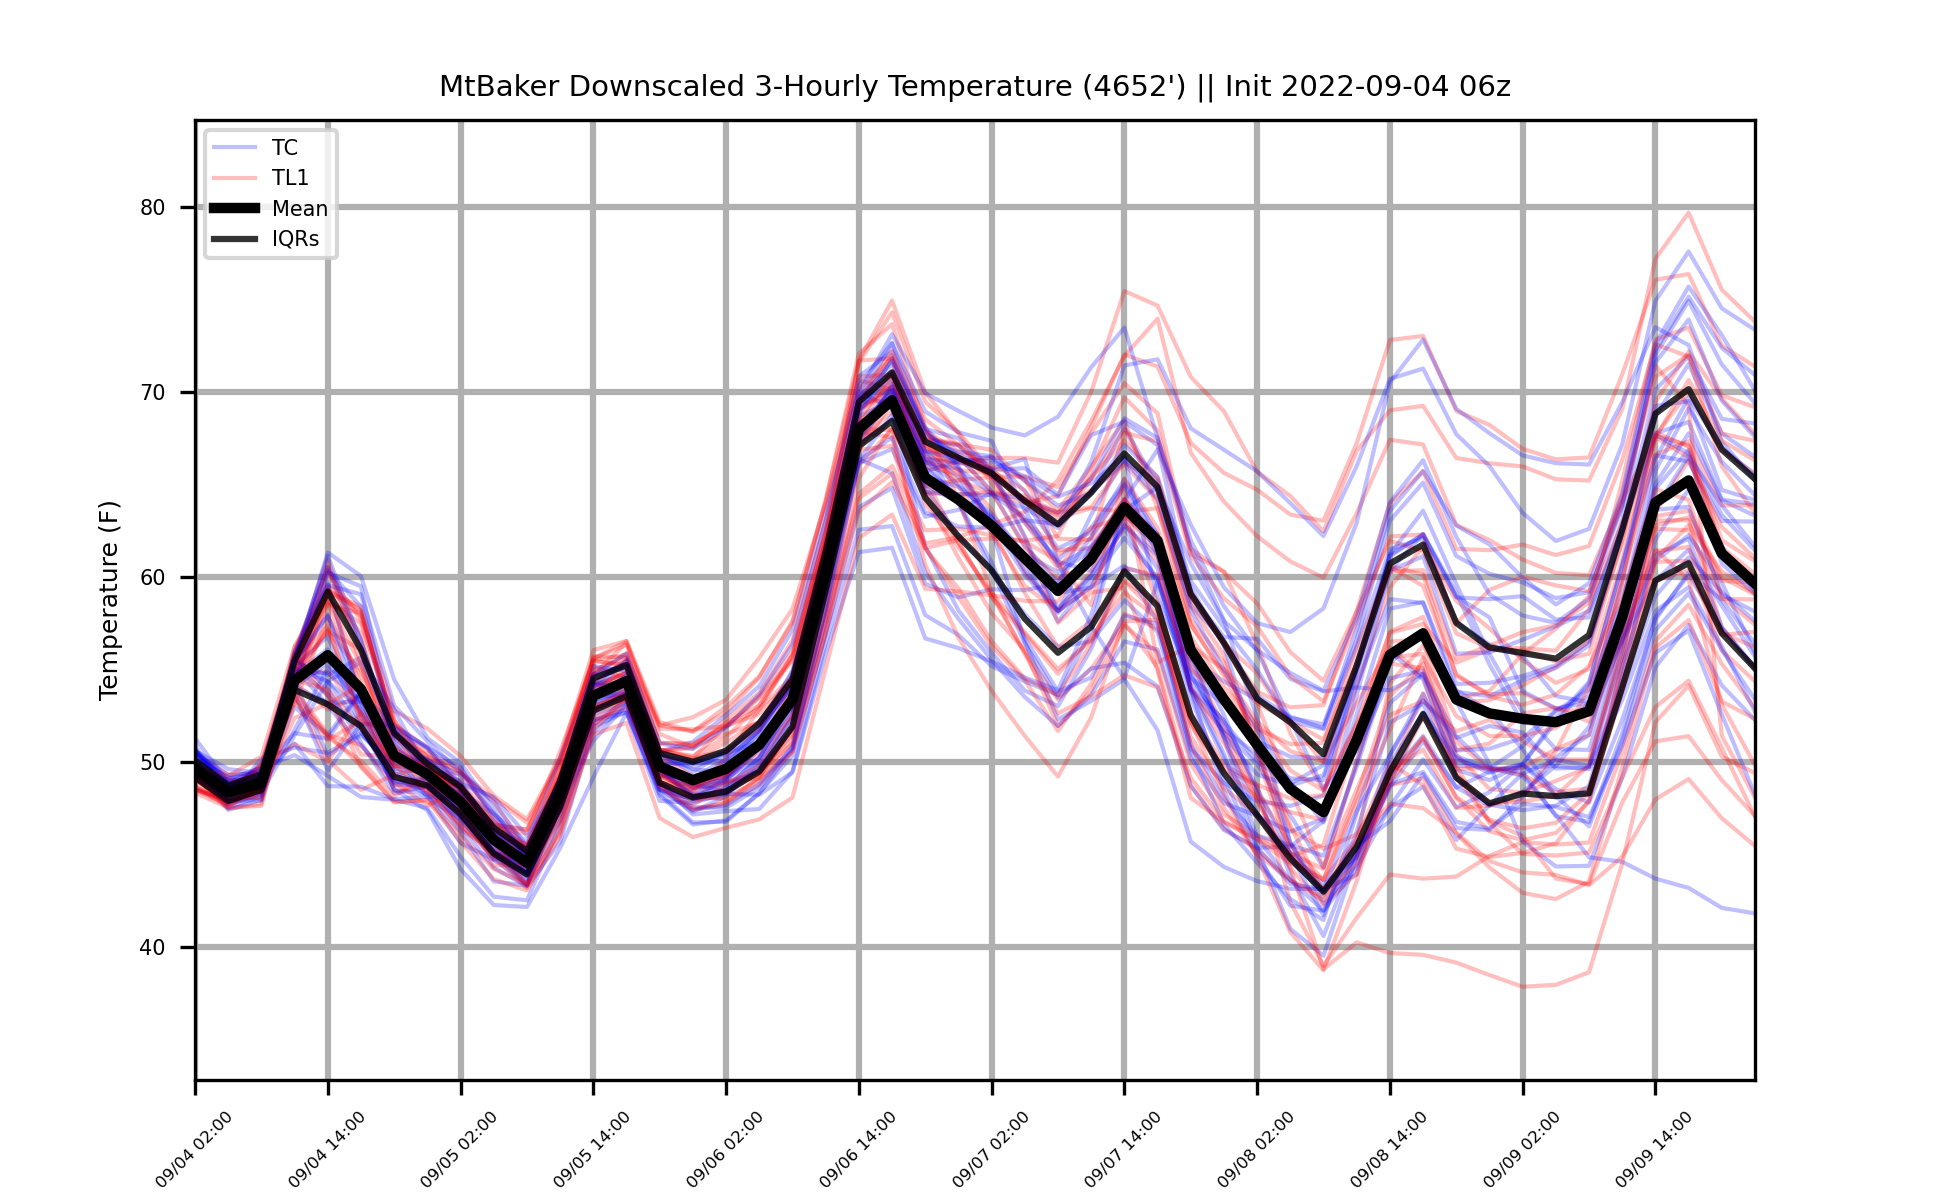 MtBaker Downscaled 3-Hourly Temperature (4652') || Init 2022-09-04 06z
TC
TL1
Mean
IQRs
Temperature (F)
80
70
60
50
40
09/04 02:00
09/04 14:00
09/05 02:00
09/05 14:00
09/06 02:00
09/06 14:00
09/07 02:00
09/07 14:00
09/08 02:00
09/08 14:00
09/09 02:00
09/09 14:00